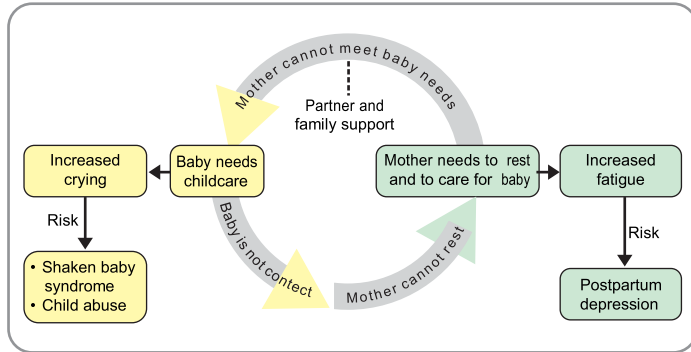 Mother cannot meet baby needs
Partner and
family support
Increased
crying
Baby needs
childcare
Mother needs to rest
and to care for baby
Increased
fatigue
Risk
Risk
Baby is not contect
Mother cannot rest
• Shaken baby
syndrome
• Child abuse
Postpartum
depression